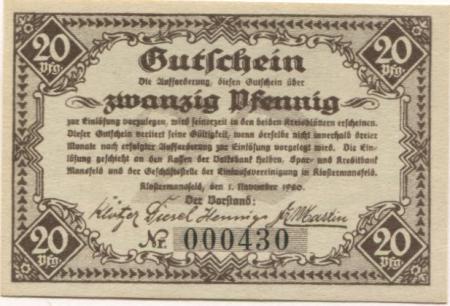 20 Gutschein 20
Pfg. Die Aufforderung, diesen Gutschein über Pfg.
zwanzig Pfennig
zur Einlösung vorzulegen, wird seinerzeit in den beiden Kreisblättern erscheinen.
Dieser Gutschein verliert seine Gültigkeit, wenn derselbe nicht innerhalb dreier
Monate nach erfolgter Aufforderung zur Einlösung vorgelegt wird. Die Ein-
lösung geschieht an den Kassen der Volksbank Helbra, Spar- und Kreditbank
Mansfeld und der Geschäftsstelle der Einkaufsvereinigung in Klostermansfeld.
Klostermansfeld, den 1. November 1920.
Der Vorstand:
Diesel Hennig
20 Nr. 000430 20
Pfg. Pfg.